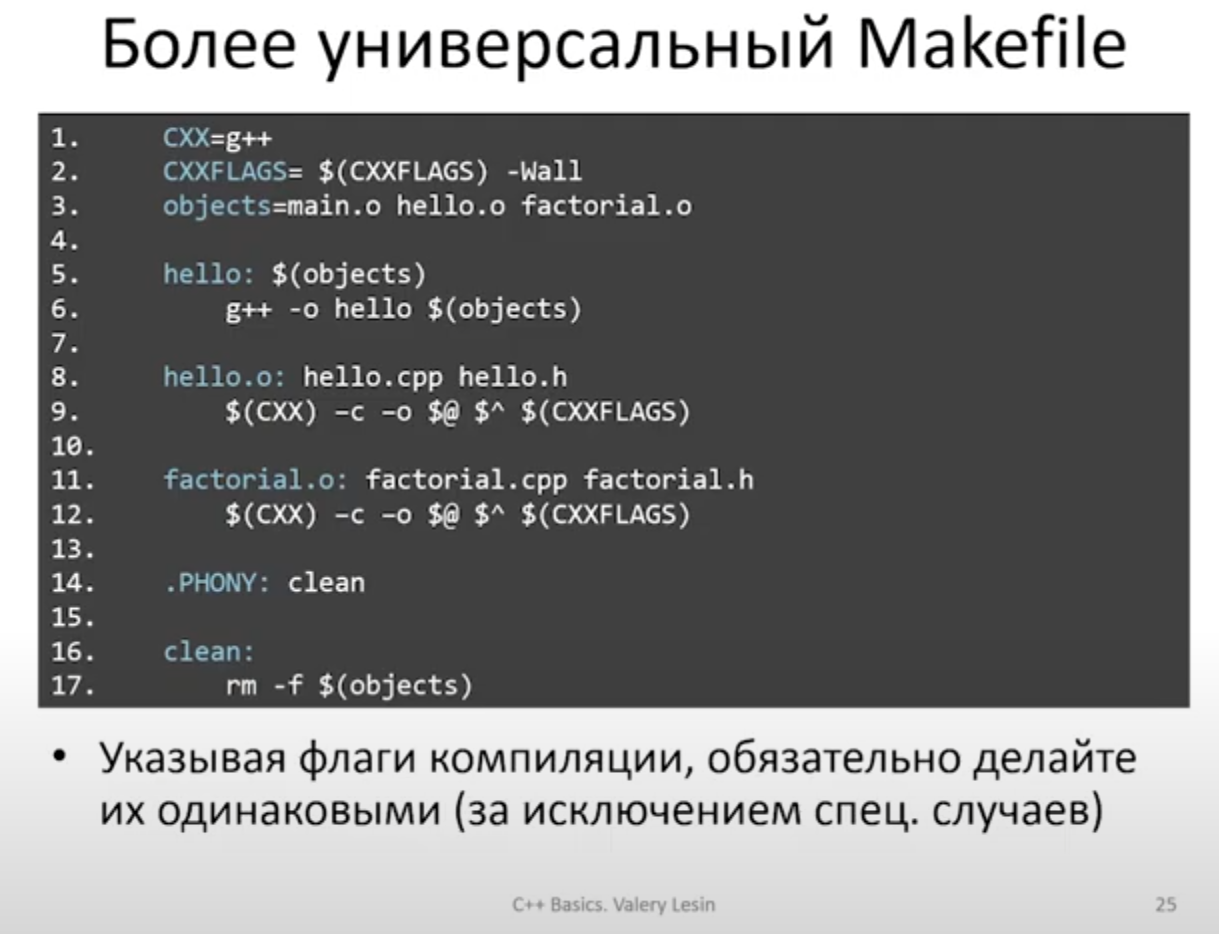 Более универсальный Makefile
1. CXX=g++
2. CXXFLAGS= $(CXXFLAGS) -Wall
3. objects=main.o hello.o factorial.o
4.
5. hello: $(objects)
6. g++ -o hello $(objects)
7.
8. hello.o: hello.cpp hello.h
9. $(CXX) –c –o $@ $^ $(CXXFLAGS)
10.
11. factorial.o: factorial.cpp factorial.h
12. $(CXX) –c –o $@ $^ $(CXXFLAGS)
13.
14. .PHONY: clean
15.
16. clean:
17. rm -f $(objects)
• Указывая флаги компиляции, обязательно делайте
их одинаковыми (за исключением спец. случаев)
C++ Basics. Valery Lesin
25